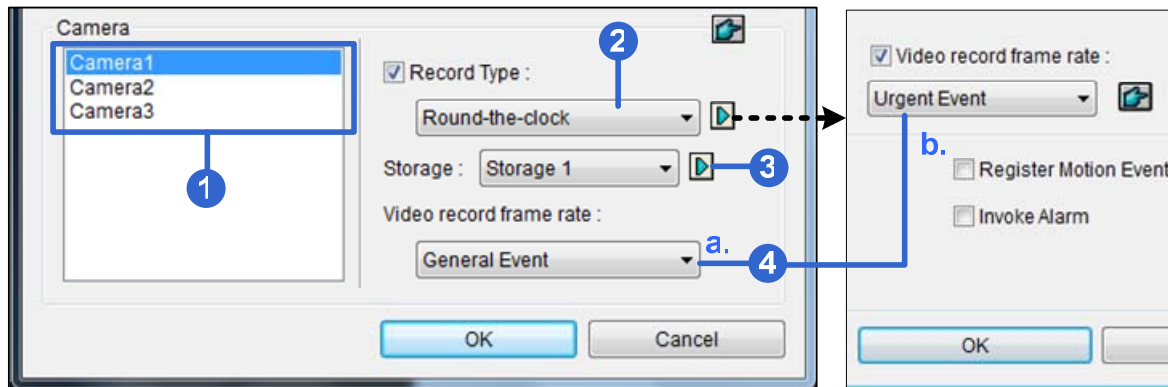 Camera
Camera1
Camera2
Camera3
1
2
Record Type :
Round-the-clock
Storage :
Storage 1
3
Video record frame rate :
General Event
a.
4
OK
Cancel
Video record frame rate :
Urgent Event
b.
Register Motion Event
Invoke Alarm
OK